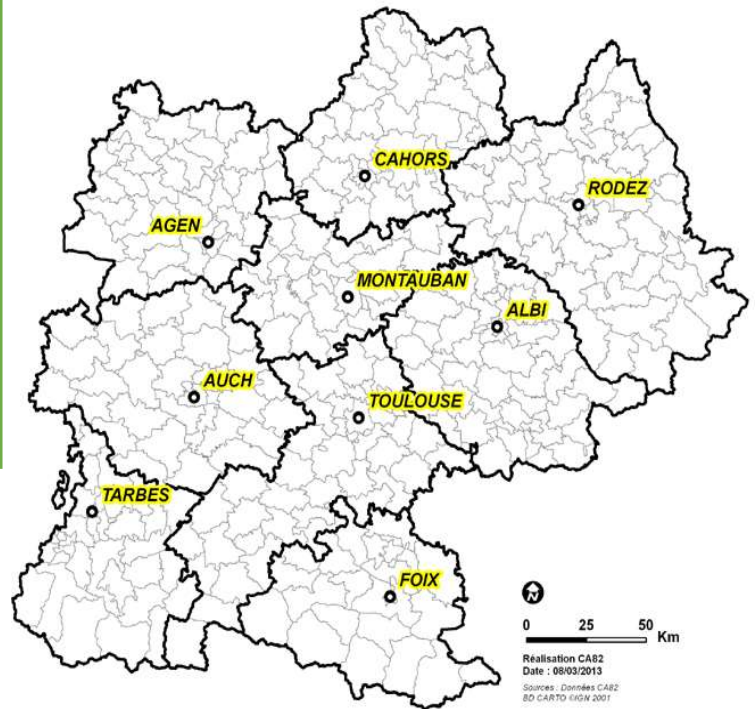 CAHORS
RODEZ
AGEN
MONTAUBAN
ALBI
AUCH
TOULOUSE
TARBES
FOIX
N
0 25 50 Km
Réalisation CA82
Date : 08/03/2013
Sources : Données CA82
BD CARTO ©IGN 2001